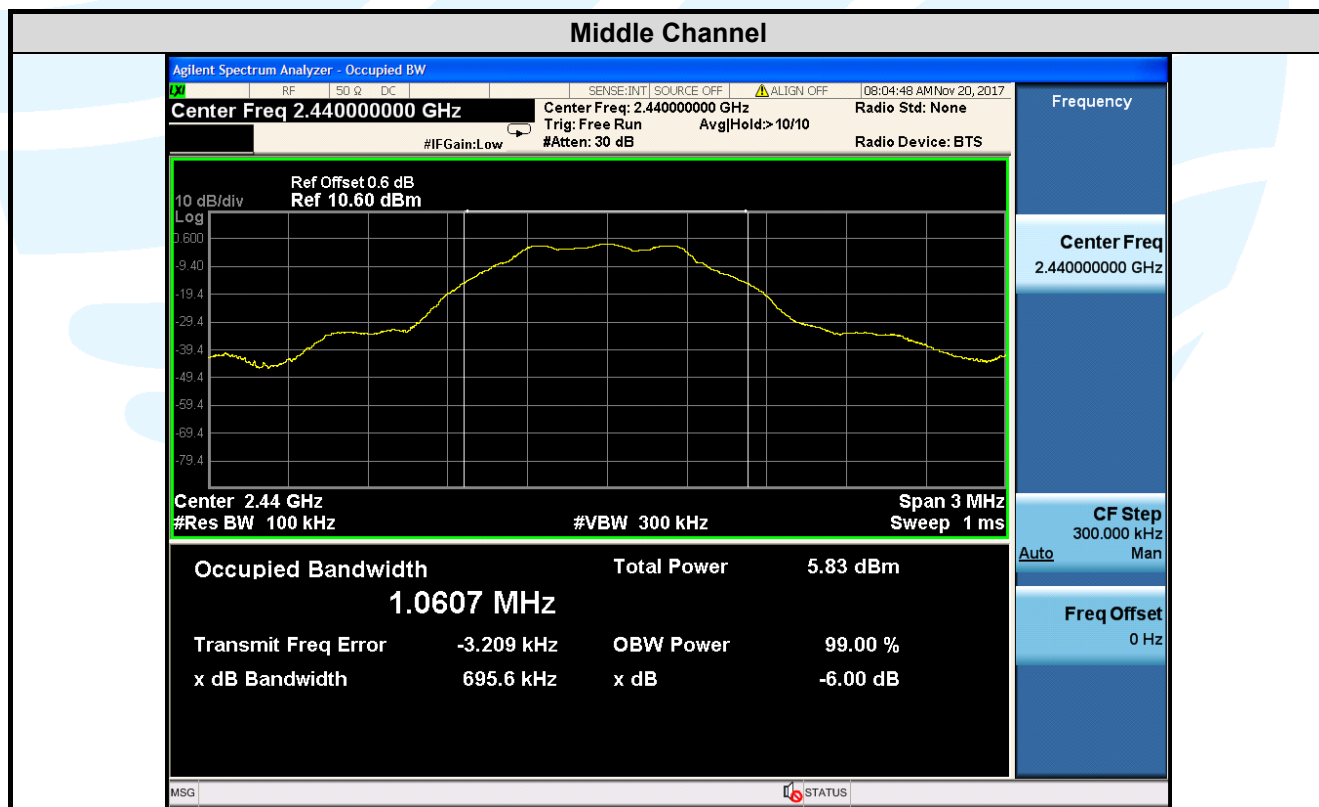 Middle Channel
Agilent Spectrum Analyzer - Occupied BW
LXI RF 50 Ω DC SENSE:INT SOURCE OFF ALIGN OFF 08:04:48 AM Nov 20, 2017
Center Freq 2.440000000 GHz
Center Freq: 2.440000000 GHz Radio Std: None
Trig: Free Run Avg|Hold:> 10/10
#IFGain:Low #Atten: 30 dB Radio Device: BTS
Ref Offset 0.6 dB
10 dB/div Ref 10.60 dBm
Log
0.600
-9.40
-19.4
-29.4
-39.4
-49.4
-59.4
-69.4
-79.4
Center 2.44 GHz Span 3 MHz
#Res BW 100 kHz #VBW 300 kHz Sweep 1 ms
Occupied Bandwidth Total Power 5.83 dBm
1.0607 MHz
Transmit Freq Error -3.209 kHz OBW Power 99.00 %
x dB Bandwidth 695.6 kHz x dB -6.00 dB
Frequency
Center Freq
2.440000000 GHz
CF Step
300.000 kHz
Auto Man
Freq Offset
0 Hz
MSG STATUS